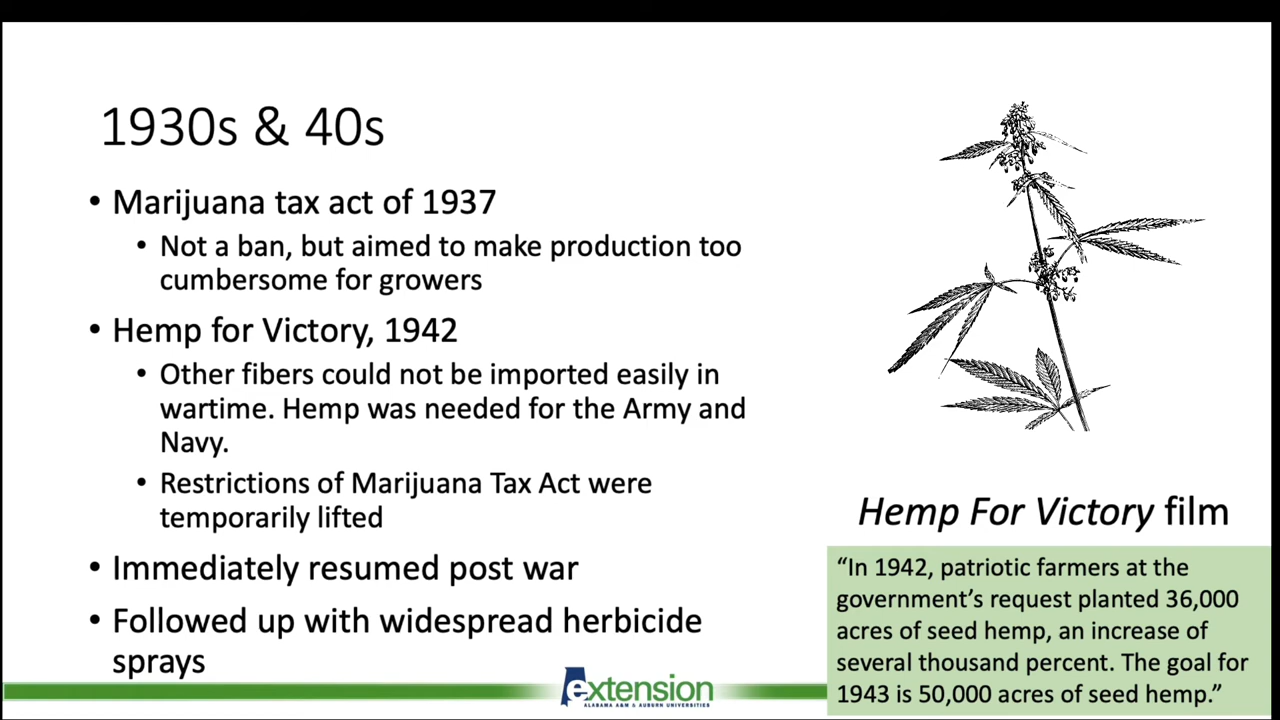 1930s & 40s
• Marijuana tax act of 1937
• Not a ban, but aimed to make production too
cumbersome for growers
• Hemp for Victory, 1942
• Other fibers could not be imported easily in
wartime. Hemp was needed for the Army and
Navy.
• Restrictions of Marijuana Tax Act were
temporarily lifted
• Immediately resumed post war
• Followed up with widespread herbicide
sprays
Hemp For Victory film
“In 1942, patriotic farmers at the
government’s request planted 36,000
acres of seed hemp, an increase of
several thousand percent. The goal for
1943 is 50,000 acres of seed hemp.”
extension
ALABAMA A&M & AUBURN UNIVERSITIES